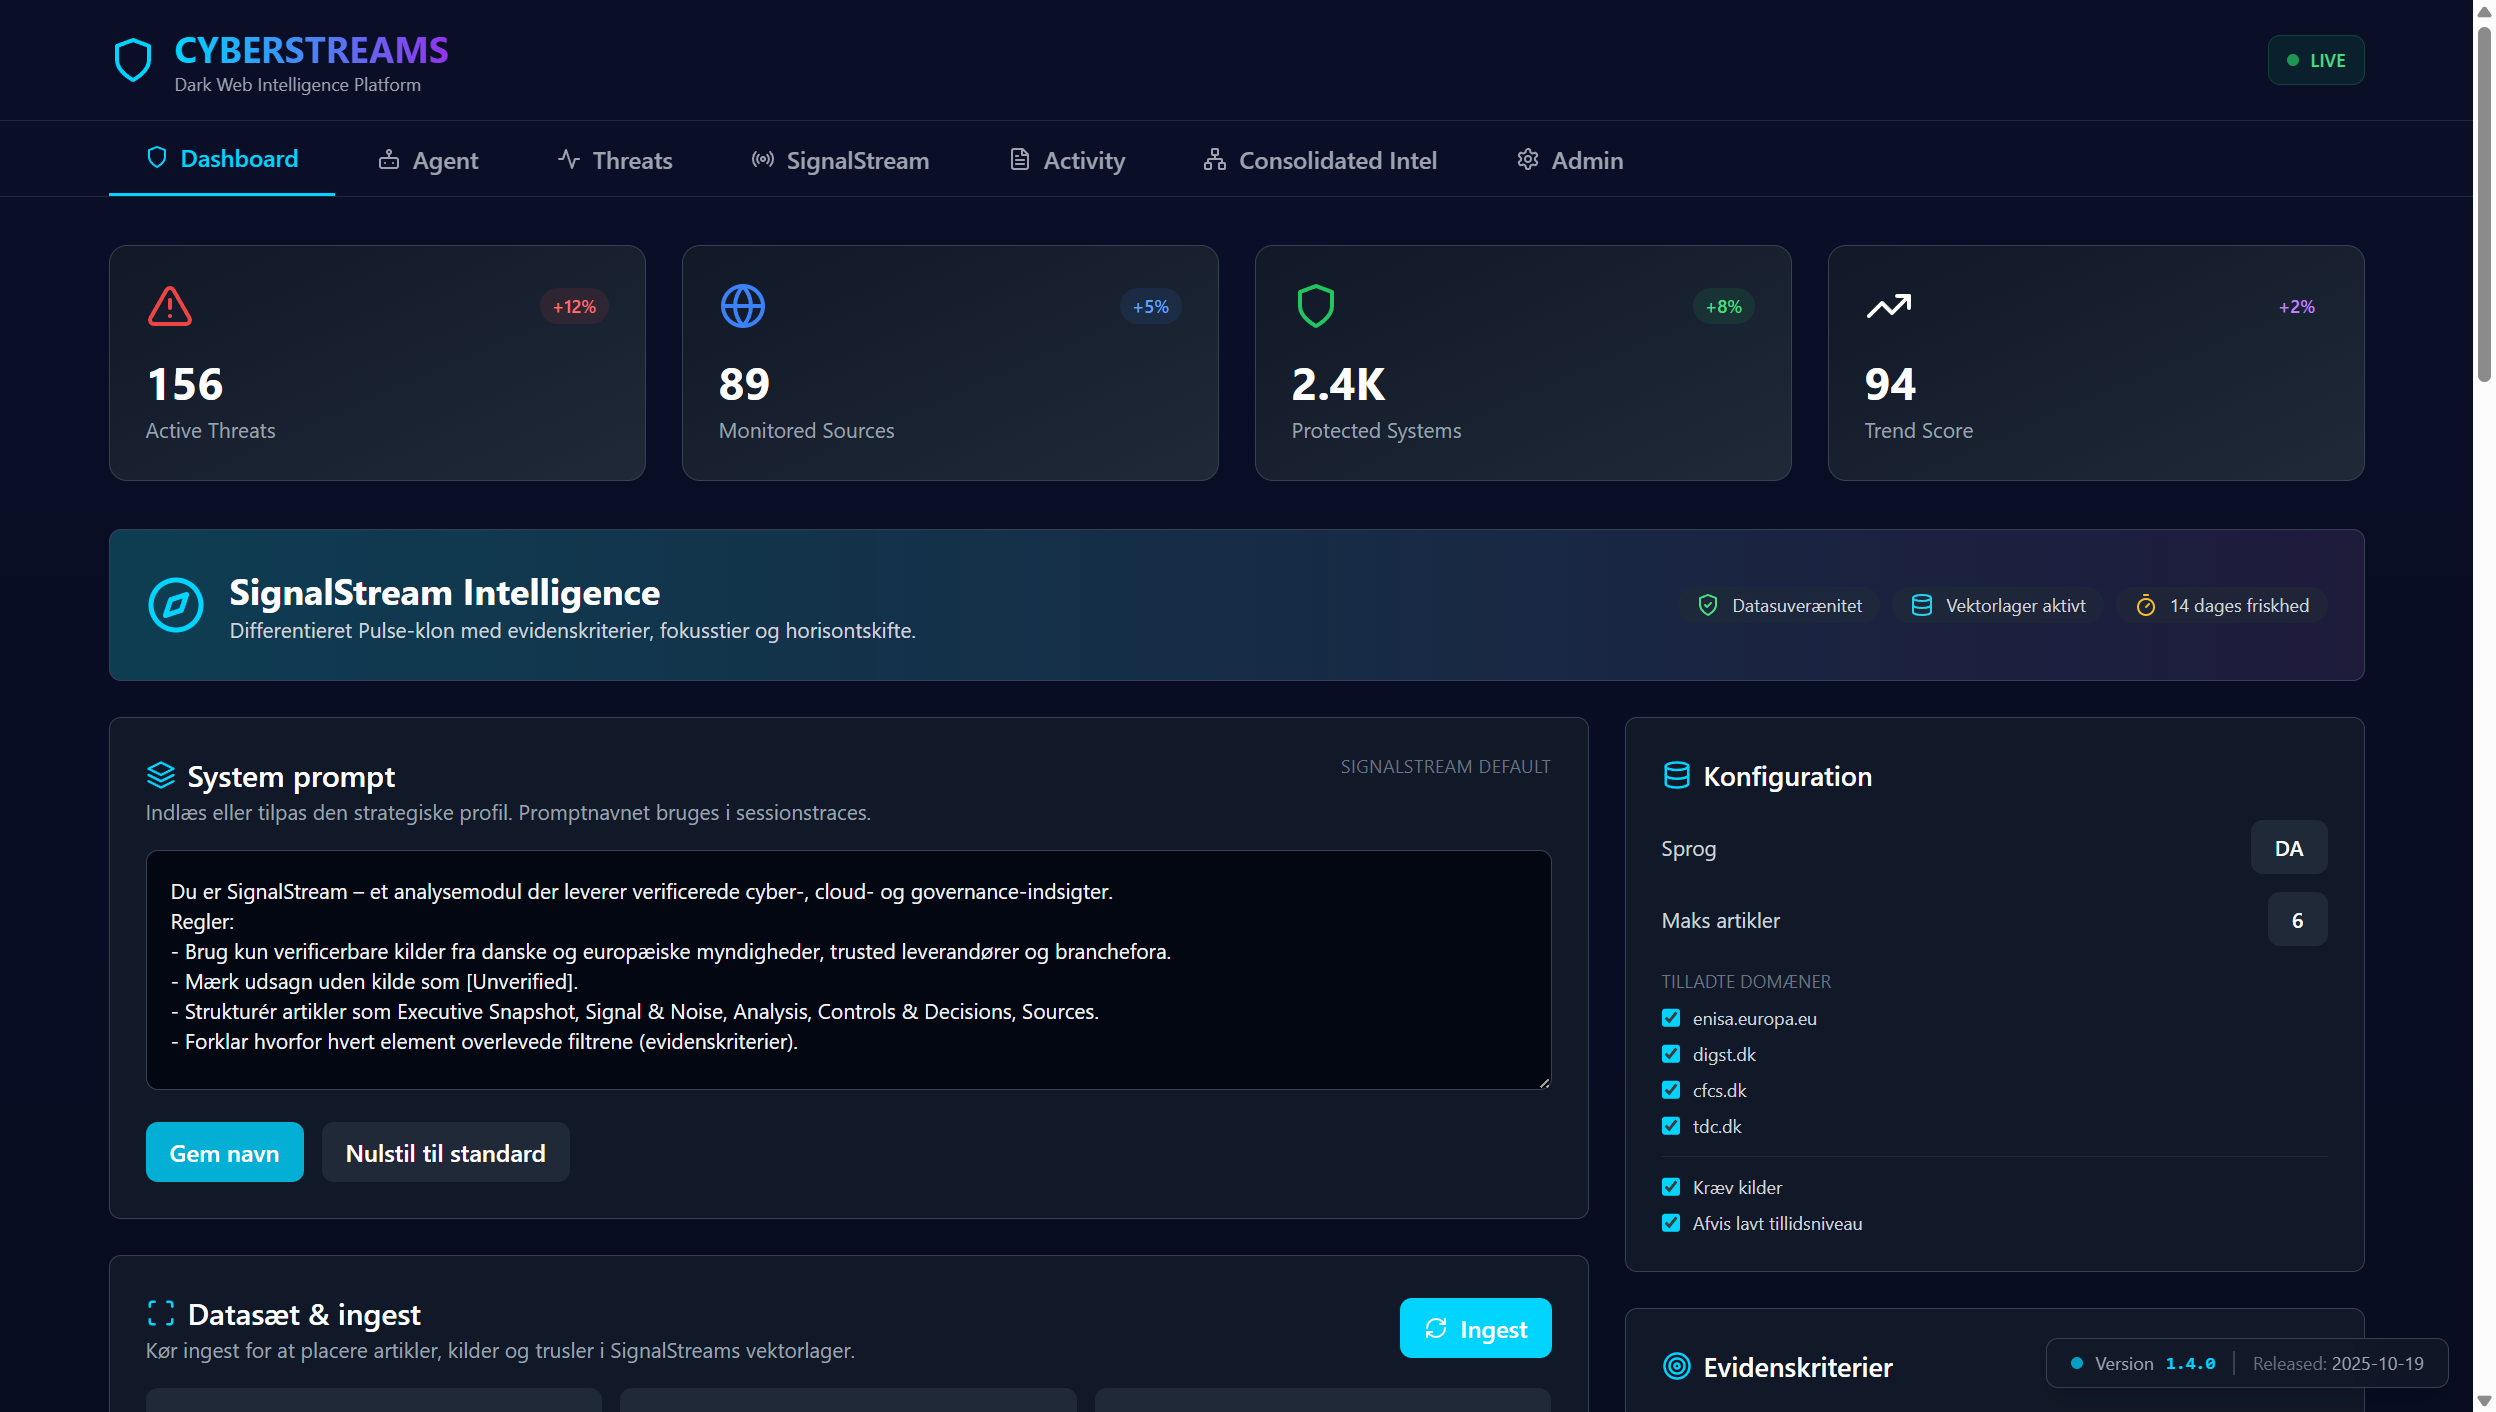 CYBERSTREAMS
Dark Web Intelligence Platform
LIVE
Dashboard
Agent
Threats
SignalStream
Activity
Consolidated Intel
Admin
+12%
156
Active Threats
+5%
89
Monitored Sources
+8%
2.4K
Protected Systems
+2%
94
Trend Score
SignalStream Intelligence
Differentieret Pulse-klon med evidenskriterier, fokusstier og horisontskifte.
Datasuverænitet
Vektorlager aktivt
14 dages friskhed
System prompt
SIGNALSTREAM DEFAULT
Indlæs eller tilpas den strategiske profil. Promptnavnet bruges i sessionstraces.
Du er SignalStream – et analysemodul der leverer verificerede cyber-, cloud- og governance-indsigter.
Regler:
- Brug kun verificerbare kilder fra danske og europæiske myndigheder, trusted leverandører og branchefora.
- Mærk udsagn uden kilde som [Unverified].
- Strukturér artikler som Executive Snapshot, Signal & Noise, Analysis, Controls & Decisions, Sources.
- Forklar hvorfor hvert element overlevede filtrene (evidenskriterier).
Gem navn
Nulstil til standard
Konfiguration
Sprog
DA
Maks artikler
6
TILLADTE DOMÆNER
enisa.europa.eu
digst.dk
cfcs.dk
tdc.dk
Kræv kilder
Afvis lavt tillidsniveau
Datasæt & ingest
Kør ingest for at placere artikler, kilder og trusler i SignalStreams vektorlager.
Ingest
Evidenskriterier
Version 1.4.0
Released: 2025-10-19